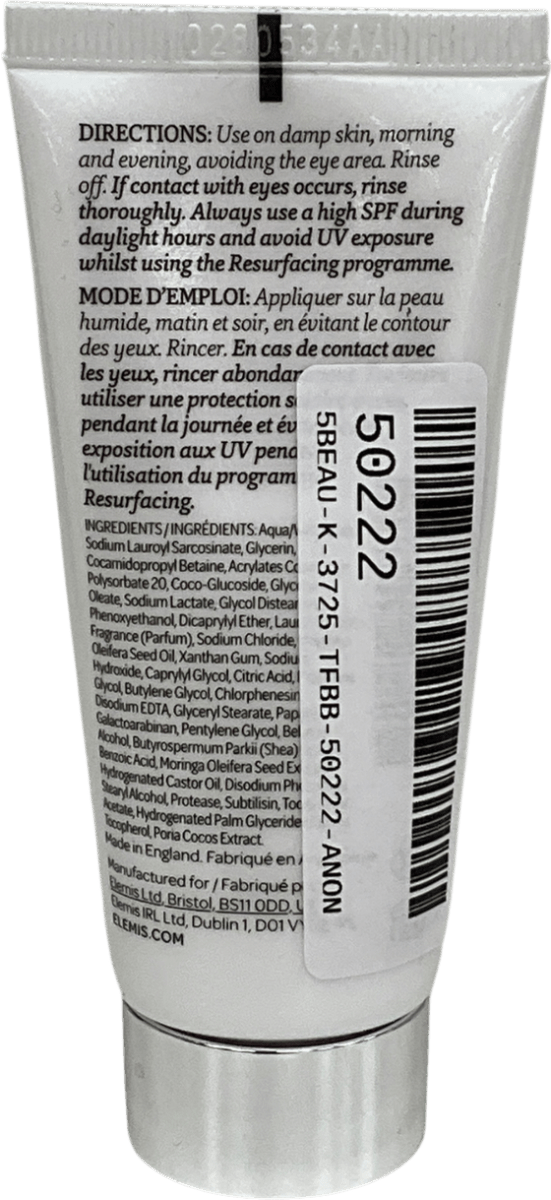 0280534AA
DIRECTIONS: Use on damp skin, morning
and evening, avoiding the eye area. Rinse
off. If contact with eyes occurs, rinse
thoroughly. Always use a high SPF during
daylight hours and avoid UV exposure
whilst using the Resurfacing programme.
MODE D'EMPLOI: Appliquer sur la peau
humide, matin et soir, en évitant le contour
des yeux. Rincer. En cas de contact avec
les yeux, rincer abondar
utiliser une protection s
pendant la journée et év
exposition aux UV pend
l'utilisation du program
Resurfacing.
INGREDIENTS/INGRÉDIENTS: Aqua/
Sodium Lauroyl Sarcosinate, Glycerin,
Cocamidopropyl Betaine, Acrylates Co
Polysorbate 20, Coco-Glucoside, Glyc
Oleate, Sodium Lactate, Glycol Distear
Phenoxyethanol, Dicaprylyl Ether, Lau
Fragrance (Parfum), Sodium Chloride,
Oleifera Seed Oil, Xanthan Gum, Sodiu
Hydroxide, Caprylyl Glycol, Citric Acid,
Glycol, Butylene Glycol, Chlorphenesin
Disodium EDTA, Glyceryl Stearate, Pap
Galactoarabinan, Pentylene Glycol, Bel
Alcohol, Butyrospermum Parkii (Shea)
Benzoic Acid, Moringa Oleifera Seed Ex
Hydrogenated Castor Oil, Disodium Ph
Stearyl Alcohol, Protease, Subtilisin, Toc
Acetate, Hydrogenated Palm Glyceride
Tocopherol, Poria Cocos Extract.
Made in England. Fabriqué en
Manufactured for / Fabriqué p
Elemis Ltd, Bristol, BS11 0DD, U
Elemis IRL Ltd, Dublin 1, D01 V
ELEMIS.COM
50222
5BEAU-K-3725-TFBB-50222-ANON